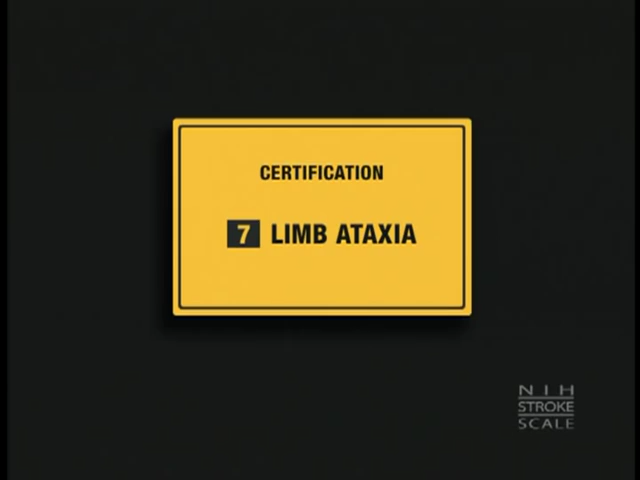 CERTIFICATION
7 LIMB ATAXIA
NIH
STROKE
SCALE